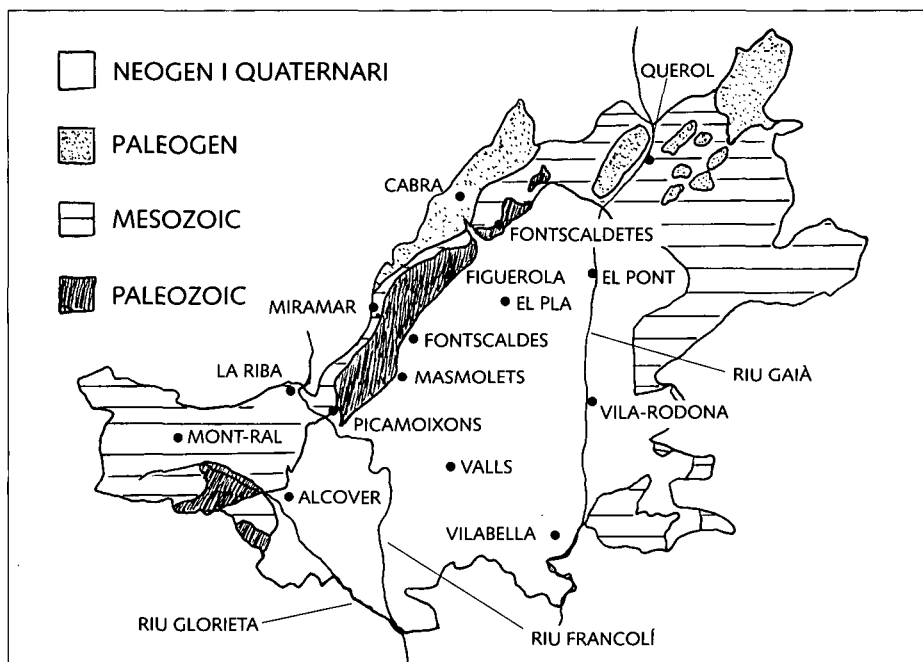 NEOGEN I QUATERNARI
PALEOGEN
MESOZOIC
PALEOZOIC
QUEROL
CABRA
FONTSCALDETES
FIGUEROLA
EL PONT
EL PLA
MIRAMAR
FONTSCALDES
LA RIBA
MASMOLETS
RIU GAIÀ
PICAMOIXONS
VILA-RODONA
MONT-RAL
VALLS
ALCOVER
VILABELLA
RIU GLORIETA
RIU FRANCOLÍ